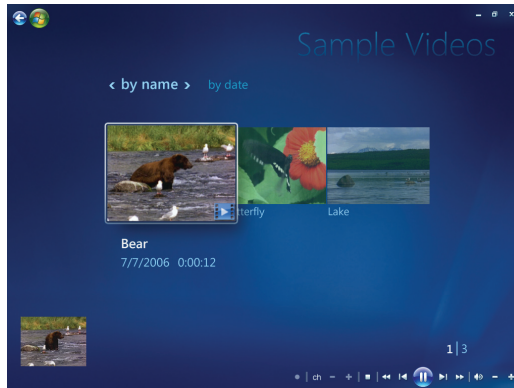 Sample Videos
‹ by name › by date
tterfly
Lake
Bear
7/7/2006 0:00:12
1|3
ch - +